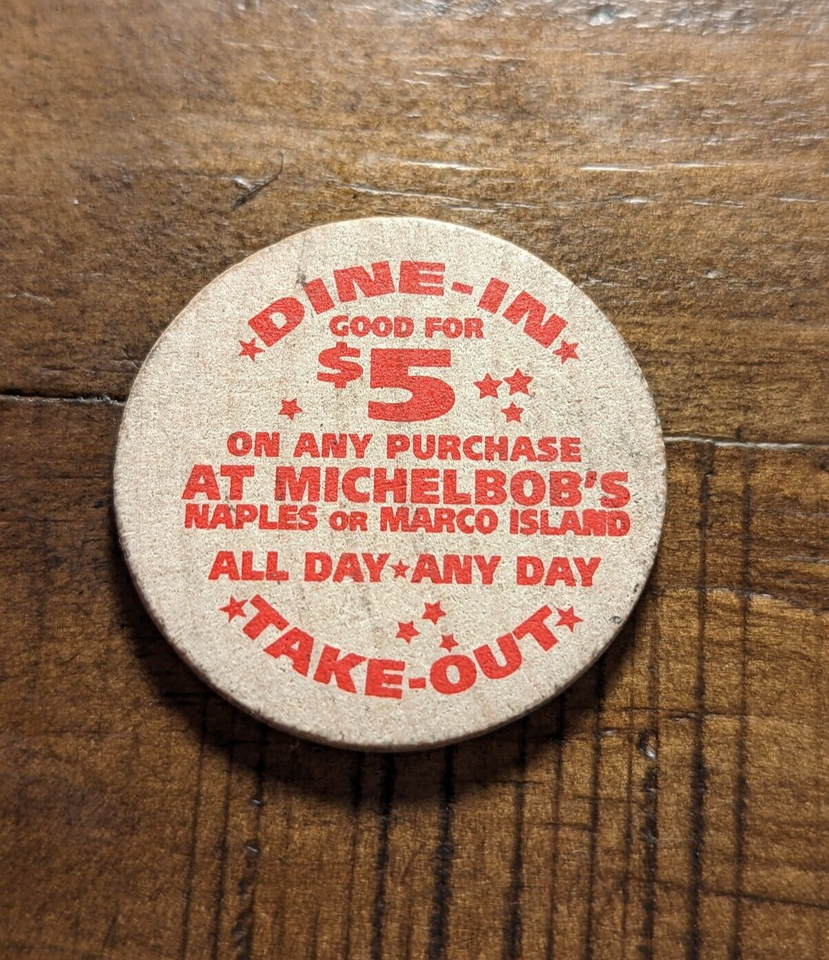 DINE-IN
GOOD FOR
$5
ON ANY PURCHASE
AT MICHELBOB'S
NAPLES OR MARCO ISLAND
ALL DAY★ANY DAY
TAKE-OUT